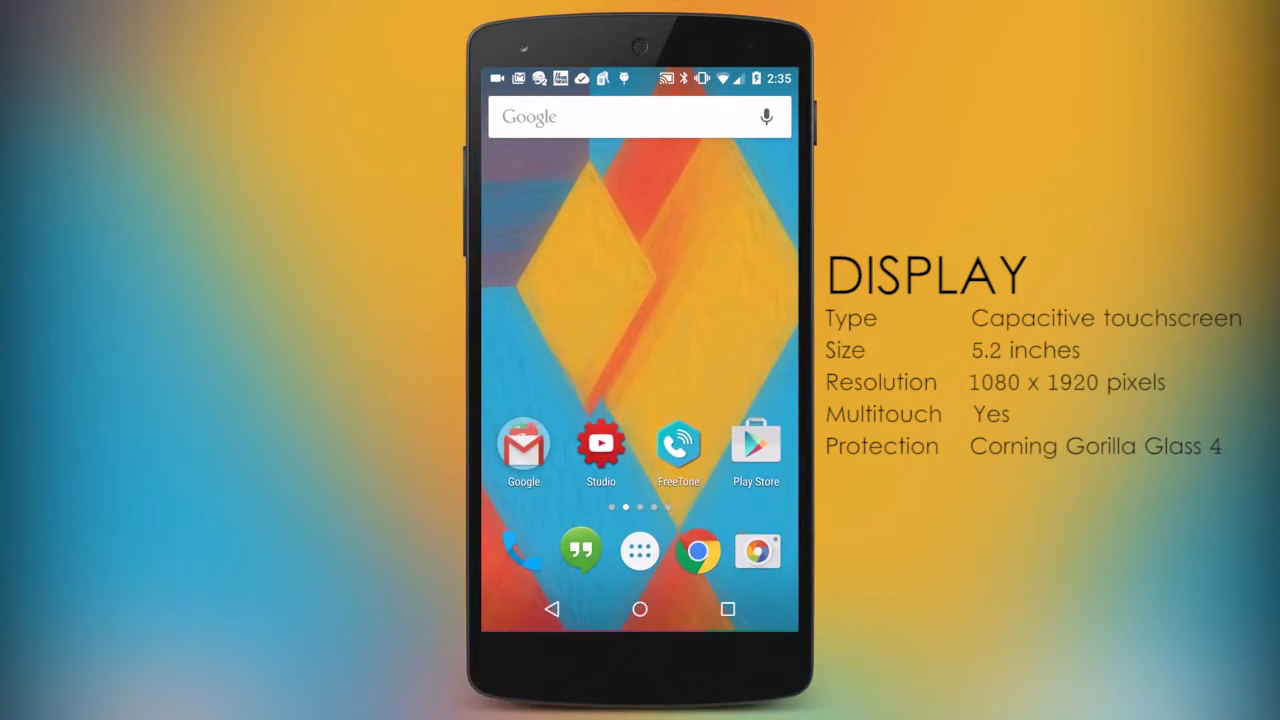 2:35
Google
DISPLAY
Type Capacitive touchscreen
Size 5.2 inches
Resolution 1080 x 1920 pixels
Multitouch Yes
Protection Corning Gorilla Glass 4
Google Studio FreeTone Play Store